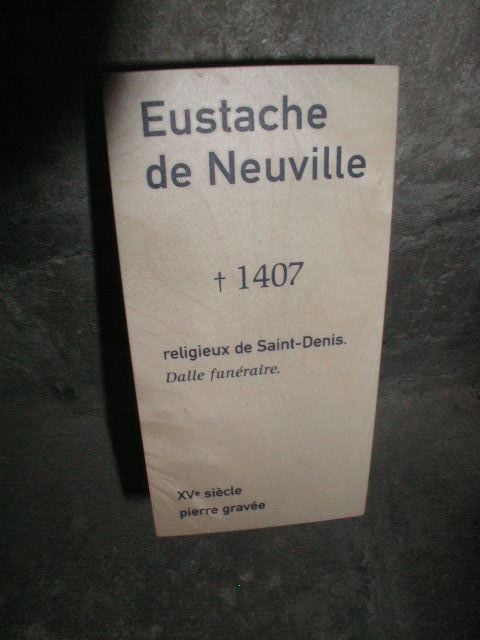 Eustache
de Neuville
† 1407
religieux de Saint-Denis.
Dalle funéraire.
XVe siècle
pierre gravée